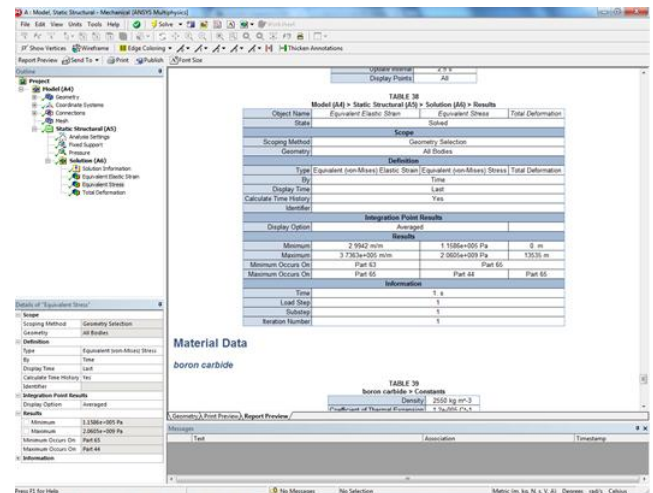 A : Model, Static Structural - Mechanical [ANSYS Multiphysics]
File Edit View Units Tools Help Solve
Show Vertices Wireframe Edge Coloring Thicken Annotations
Report Preview Send To Print Publish Font Size
Outline
Project
Model (A4)
Geometry
Coordinate Systems
Connections
Mesh
Static Structural (A5)
Analysis Settings
Fixed Support
Pressure
Solution (A6)
Solution Information
Equivalent Elastic Strain
Equivalent Stress
Total Deformation
Details of "Equivalent Stress"
Scope
Scoping Method Geometry Selection
Geometry All Bodies
Definition
Type Equivalent (von-Mises) Stress
By Time
Display Time Last
Calculate Time History Yes
Identifier
Integration Point Results
Display Option Averaged
Results
Minimum 1.1586e+005 Pa
Maximum 2.0605e+009 Pa
Minimum Occurs On Part 65
Maximum Occurs On Part 44
Information
Display Points All
TABLE 38
Model (A4) > Static Structural (A5) > Solution (A6) > Results
Object Name Equivalent Elastic Strain Equivalent Stress Total Deformation
State Solved
Scope
Scoping Method Geometry Selection
Geometry All Bodies
Definition
Type Equivalent (von-Mises) Elastic Strain Equivalent (von-Mises) Stress Total Deformation
By Time
Display Time Last
Calculate Time History Yes
Identifier
Integration Point Results
Display Option Averaged
Results
Minimum 2.9942 m/m 1.1586e+005 Pa 0. m
Maximum 3.7363e+005 m/m 2.0605e+009 Pa 13535 m
Minimum Occurs On Part 63 Part 65
Maximum Occurs On Part 65 Part 44 Part 65
Information
Time 1. s
Load Step 1
Substep 1
Iteration Number 1
Material Data
boron carbide
TABLE 39
boron carbide > Constants
Density 2550 kg m^-3
Coefficient of Thermal Expansion
Geometry Print Preview Report Preview
Messages
Text Association Timestamp
Press F1 for Help No Messages No Selection Metric (m, kg, N, s, V, A) Degrees rad/s Celsius